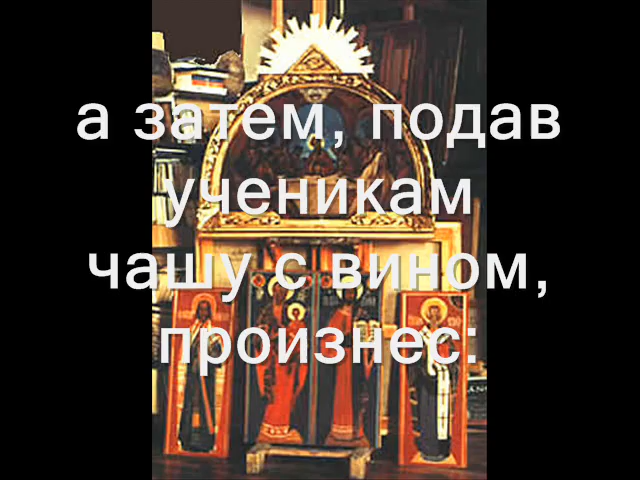 а затем, подав
ученикам
чашу с вином,
произнес: